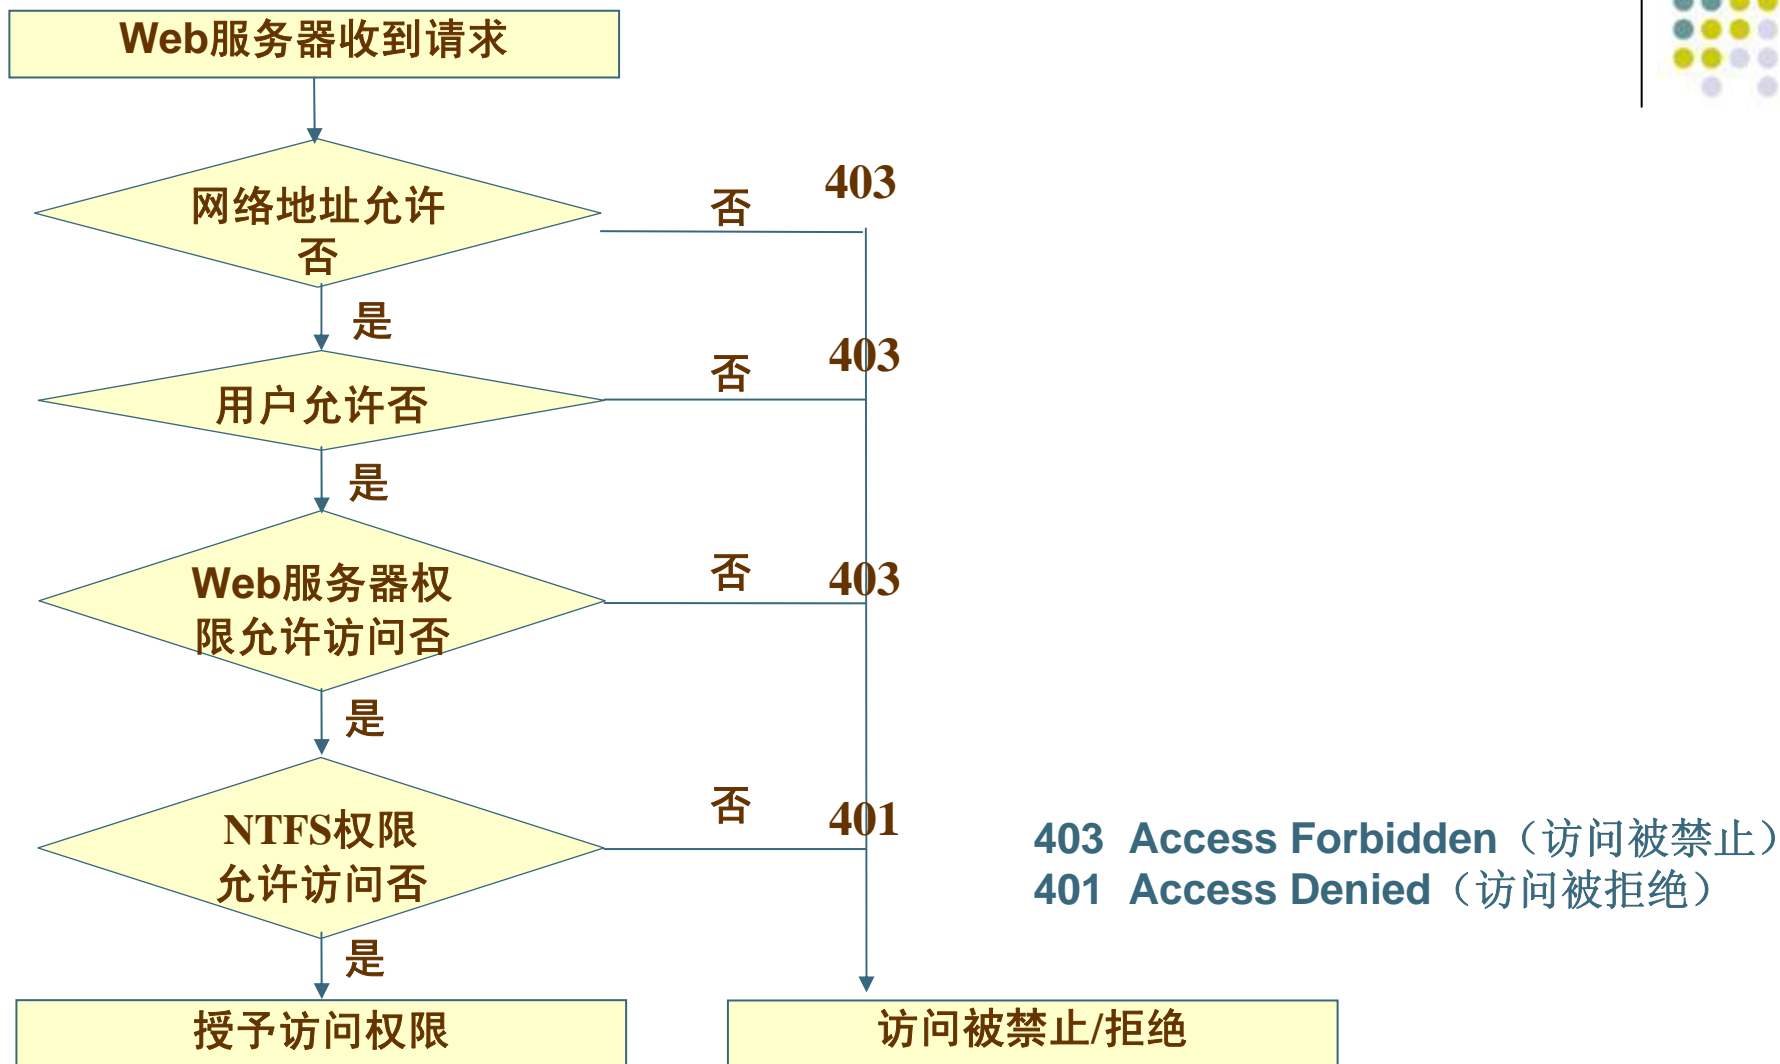 Web服务器收到请求
403
网络地址允许
否
否
是
403
否
用户允许否
是
否
403
Web服务器权
限允许访问否
是
否
401
NTFS权限
允许访问否
403 Access Forbidden（访问被禁止）
401 Access Denied（访问被拒绝）
是
授予访问权限
访问被禁止/拒绝